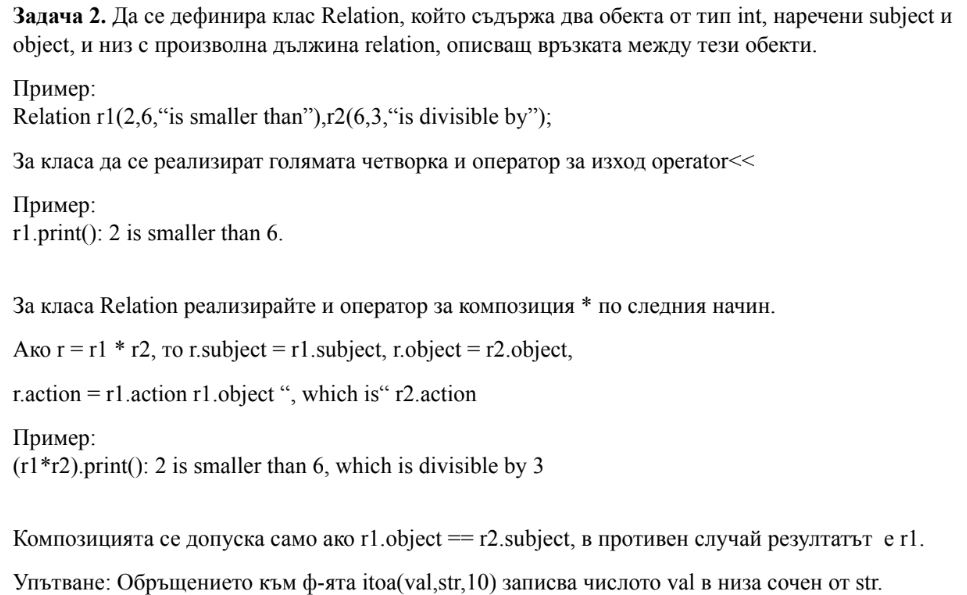 Задача 2. Да се дефинира клас Relation, който съдържа два обекта от тип int, наречени subject и
object, и низ с произволна дължина relation, описващ връзката между тези обекти.
Пример:
Relation r1(2,6,“is smaller than”),r2(6,3,“is divisible by”);
За класа да се реализират голямата четворка и оператор за изход operator<<
Пример:
r1.print(): 2 is smaller than 6.
За класа Relation реализирайте и оператор за композиция * по следния начин.
Ако r = r1 * r2, то r.subject = r1.subject, r.object = r2.object,
r.action = r1.action r1.object “, which is“ r2.action
Пример:
(r1*r2).print(): 2 is smaller than 6, which is divisible by 3
Композицията се допуска само ако r1.object == r2.subject, в противен случай резултатът е r1.
Упътване: Обръщението към ф-ята itoa(val,str,10) записва числото val в низа сочен от str.